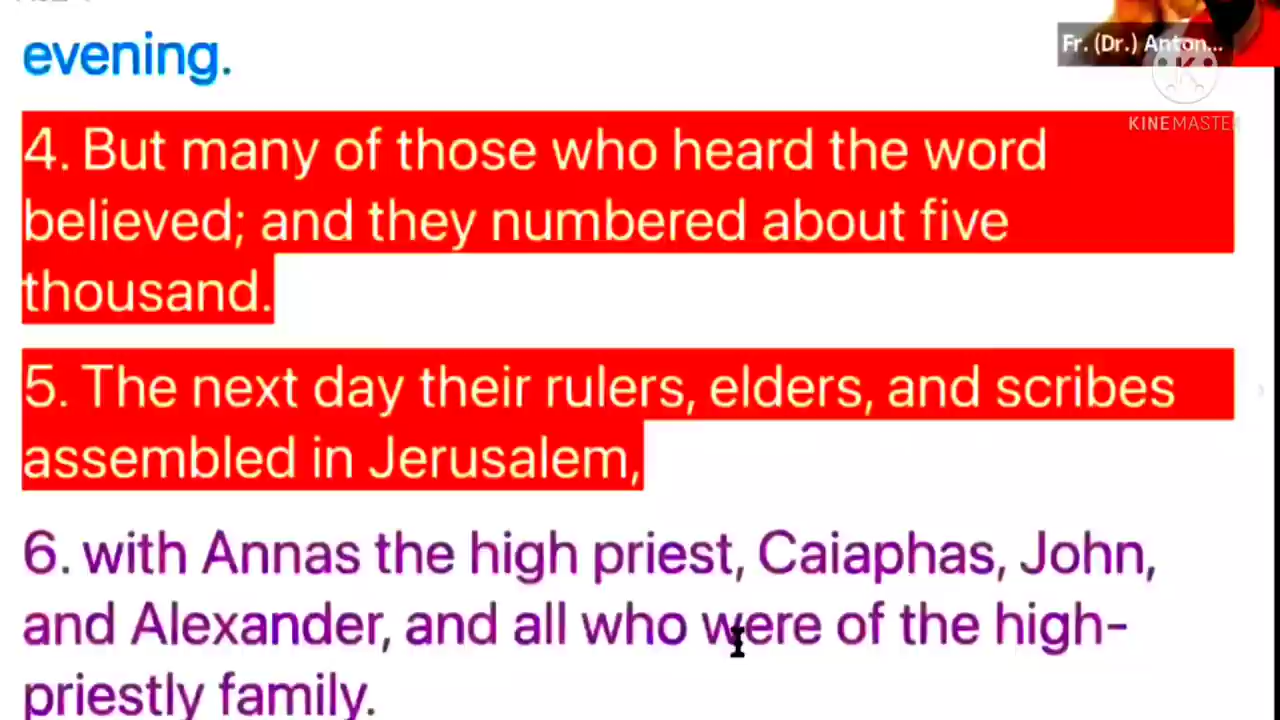 evening.
Fr. (Dr.) Anton...
KINEMASTER
4. But many of those who heard the word
believed; and they numbered about five
thousand.
5. The next day their rulers, elders, and scribes
assembled in Jerusalem,
6. with Annas the high priest, Caiaphas, John,
and Alexander, and all who were of the high-
priestly family.